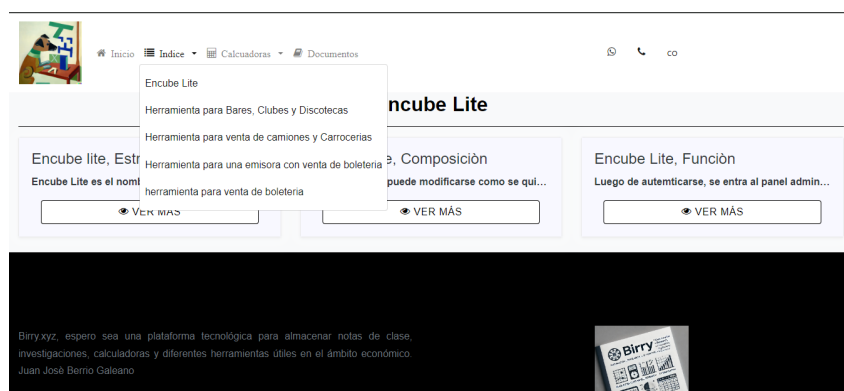 Inicio Indice Calcuadoras Documentos co
Encube Lite
Herramienta para Bares, Clubes y Discotecas
Herramienta para venta de camiones y Carrocerias
Herramienta para una emisora con venta de boleteria
herramienta para venta de boleteria
ncube Lite
Encube lite, Estr
Encube Lite es el nom
VER MÁS
e, Composiciòn
puede modificarse como se qui...
VER MÁS
Encube Lite, Funciòn
Luego de autemticarse, se entra al panel admin...
VER MÁS
Birry.xyz, espero sea una plataforma tecnológica para almacenar notas de clase,
investigaciones, calculadoras y diferentes herramientas útiles en el ámbito económico.
Juan Josè Berrio Galeano
Birry